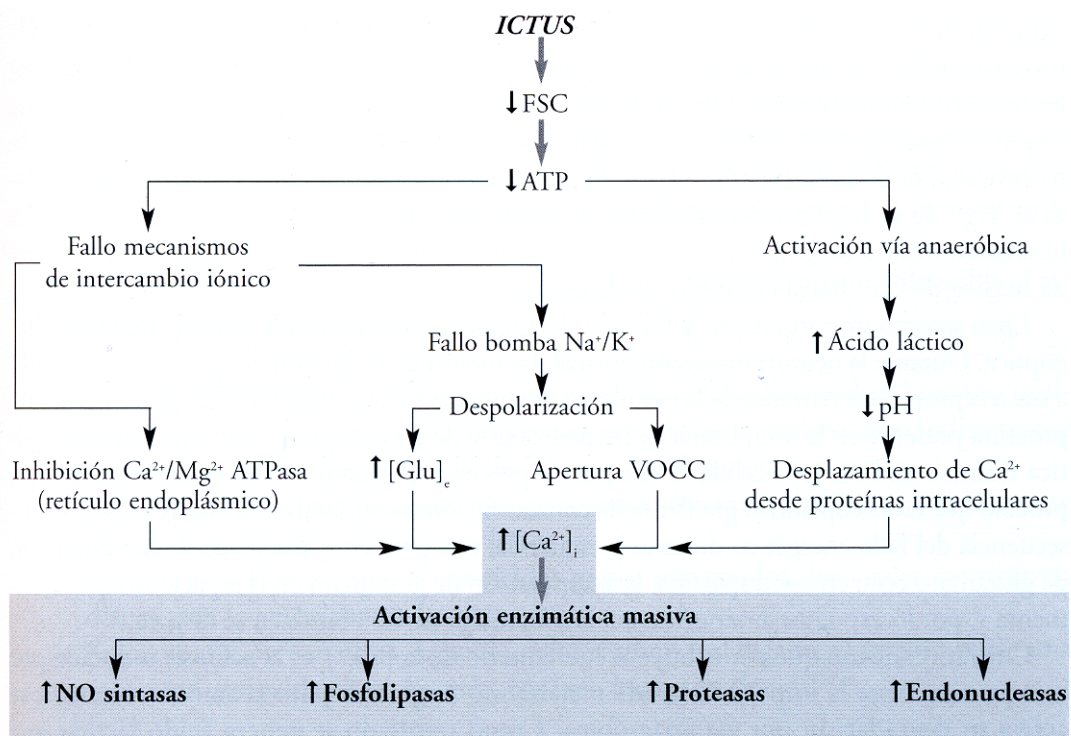 ICTUS
↓FSC
↓ATP
Fallo mecanismos
de intercambio iónico
Activación vía anaeróbica
Fallo bomba Na⁺/K⁺
↑Ácido láctico
Despolarización
↓pH
Inhibición Ca²⁺/Mg²⁺ ATPasa
(retículo endoplásmico)
↑[Glu]ₑ
Apertura VOCC
Desplazamiento de Ca²⁺
desde proteínas intracelulares
↑[Ca²⁺]ᵢ
Activación enzimática masiva
↑NO sintasas
↑Fosfolipasas
↑Proteasas
↑Endonucleasas